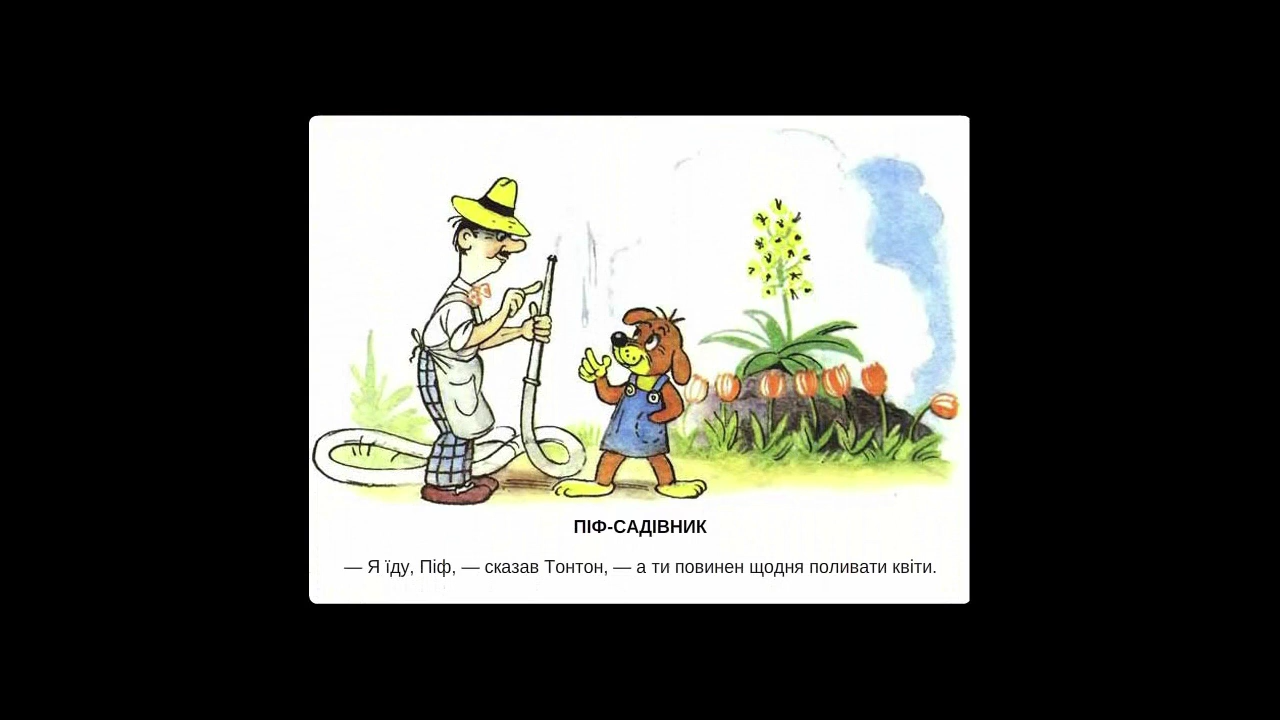 ПІФ-САДІВНИК
— Я їду, Піф, — сказав Тонтон, — а ти повинен щодня поливати квіти.